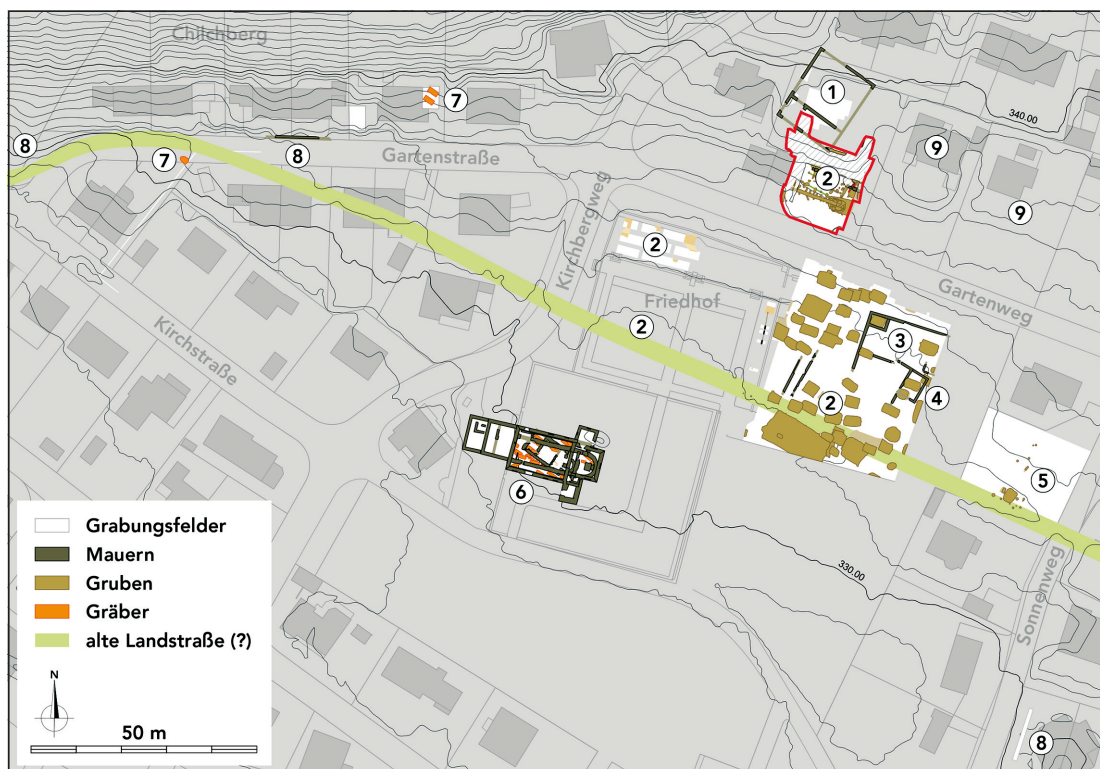 Chilchberg
1
7
340.00
8
8
9
7
Gartenstraße
2
9
Kirchbergweg
2
Gartenweg
Friedhof
2
3
Kirchstraße
2
4
5
6
330.00
Sonnenweg
8
Grabungsfelder
Mauern
Gruben
Gräber
alte Landstraße (?)
N
50 m